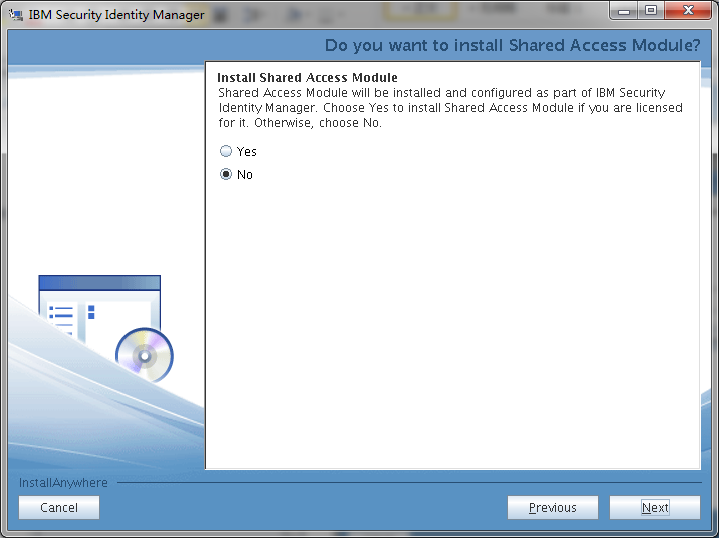 IBM Security Identity Manager
Do you want to install Shared Access Module?
Install Shared Access Module
Shared Access Module will be installed and configured as part of IBM Security
Identity Manager. Choose Yes to install Shared Access Module if you are licensed
for it. Otherwise, choose No.
Yes
No
InstallAnywhere
Cancel
Previous
Next